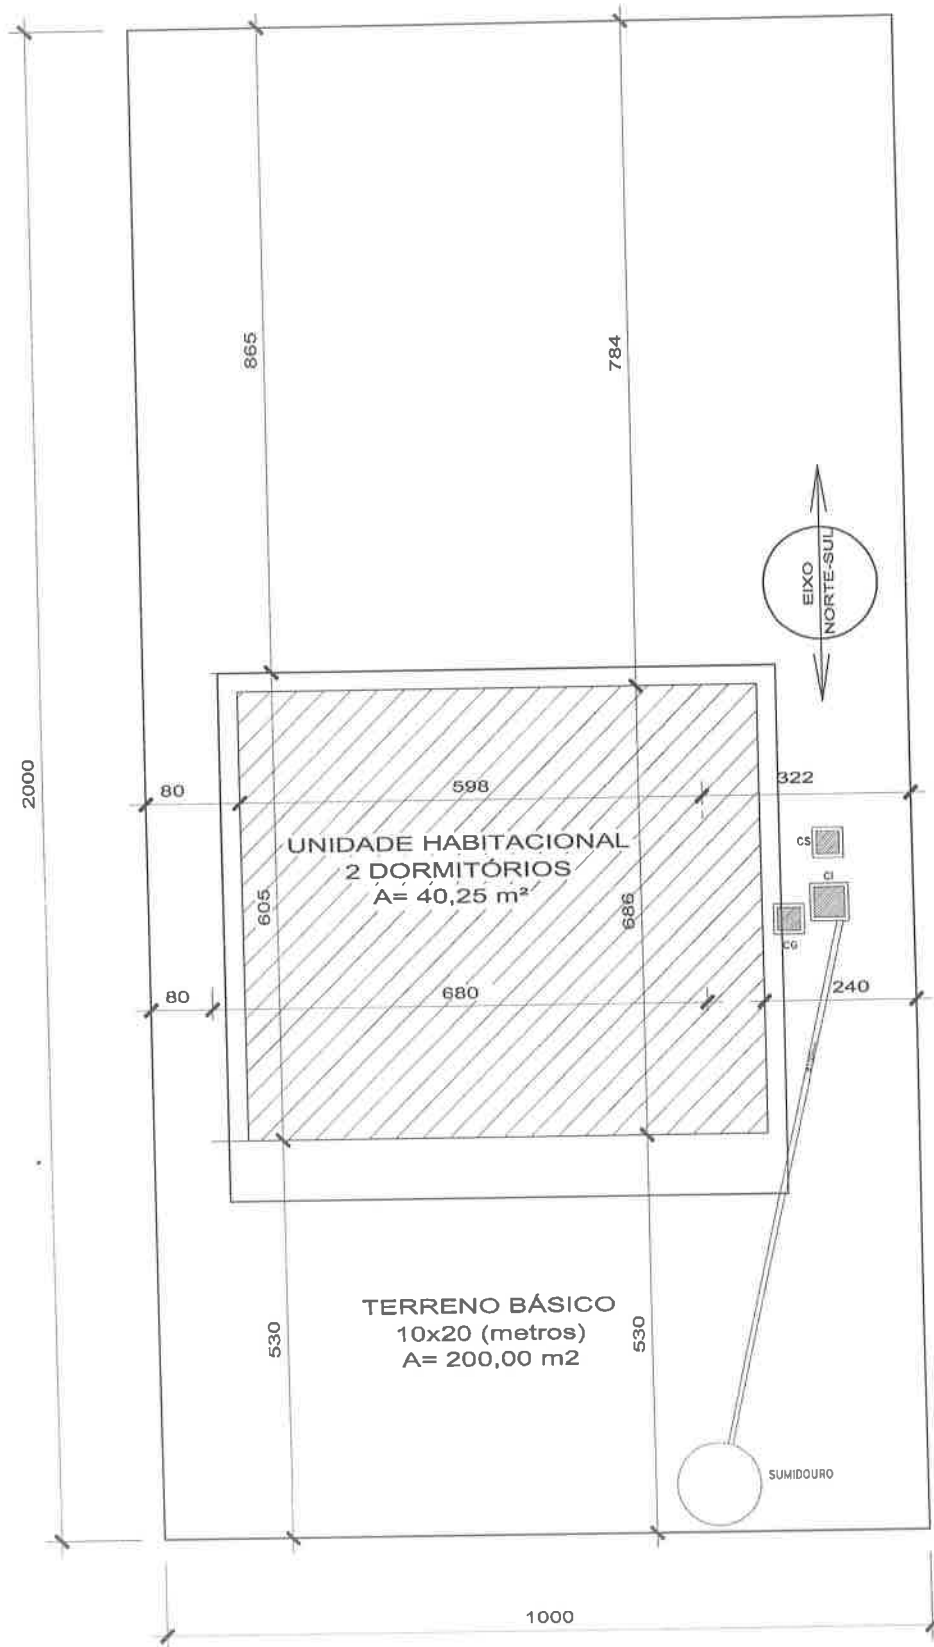 865
784
EIXO
NORTE-SUL
2000
80
598
322
UNIDADE HABITACIONAL
2 DORMITÓRIOS
A= 40,25 m²
605
686
CS
CI
CG
80
680
240
TERRENO BÁSICO
10x20 (metros)
A= 200,00 m2
530
530
SUMIDOURO
1000